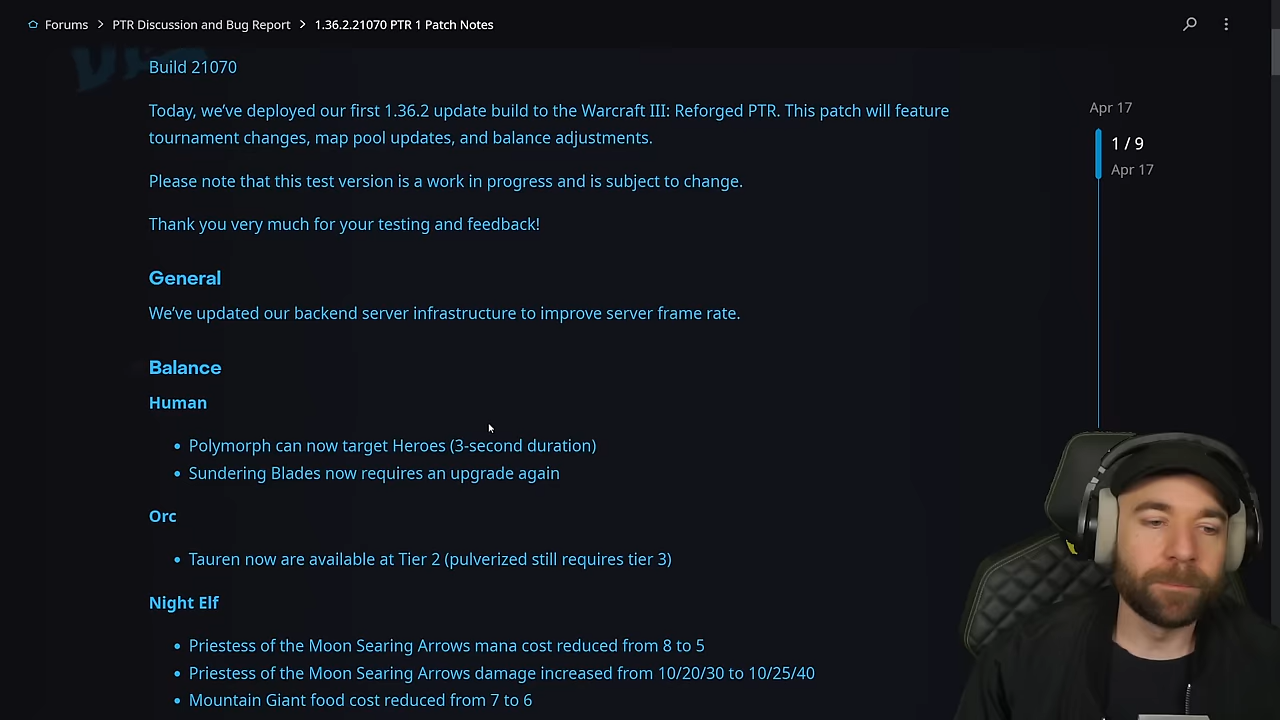 Forums > PTR Discussion and Bug Report > 1.36.2.21070 PTR 1 Patch Notes
Build 21070
Today, we've deployed our first 1.36.2 update build to the Warcraft III: Reforged PTR. This patch will feature
tournament changes, map pool updates, and balance adjustments.
Please note that this test version is a work in progress and is subject to change.
Thank you very much for your testing and feedback!
General
We've updated our backend server infrastructure to improve server frame rate.
Balance
Human
• Polymorph can now target Heroes (3-second duration)
• Sundering Blades now requires an upgrade again
Orc
• Tauren now are available at Tier 2 (pulverized still requires tier 3)
Night Elf
• Priestess of the Moon Searing Arrows mana cost reduced from 8 to 5
• Priestess of the Moon Searing Arrows damage increased from 10/20/30 to 10/25/40
• Mountain Giant food cost reduced from 7 to 6
Apr 17
1 / 9
Apr 17